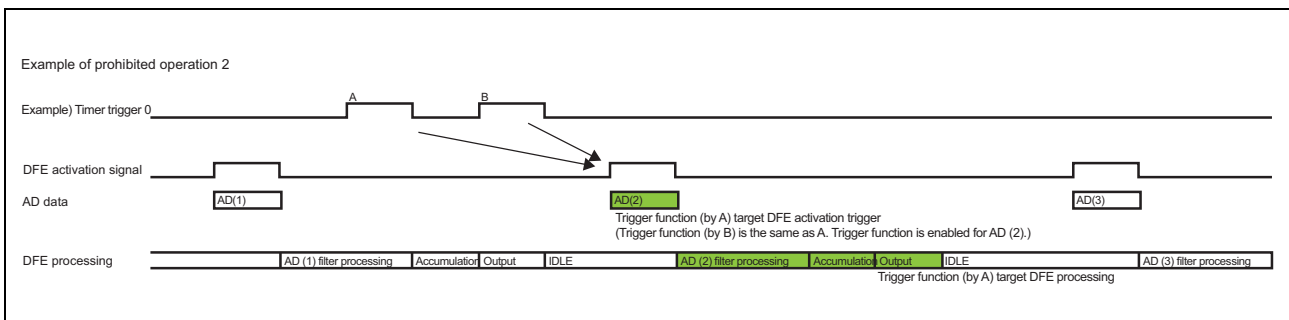 Example of prohibited operation 2
A B
Example) Timer trigger 0
DFE activation signal
AD data AD(1) AD(2) AD(3)
Trigger function (by A) target DFE activation trigger
(Trigger function (by B) is the same as A. Trigger function is enabled for AD (2).)
DFE processing AD (1) filter processing Accumulation Output IDLE AD (2) filter processing Accumulation Output IDLE AD (3) filter processing
Trigger function (by A) target DFE processing